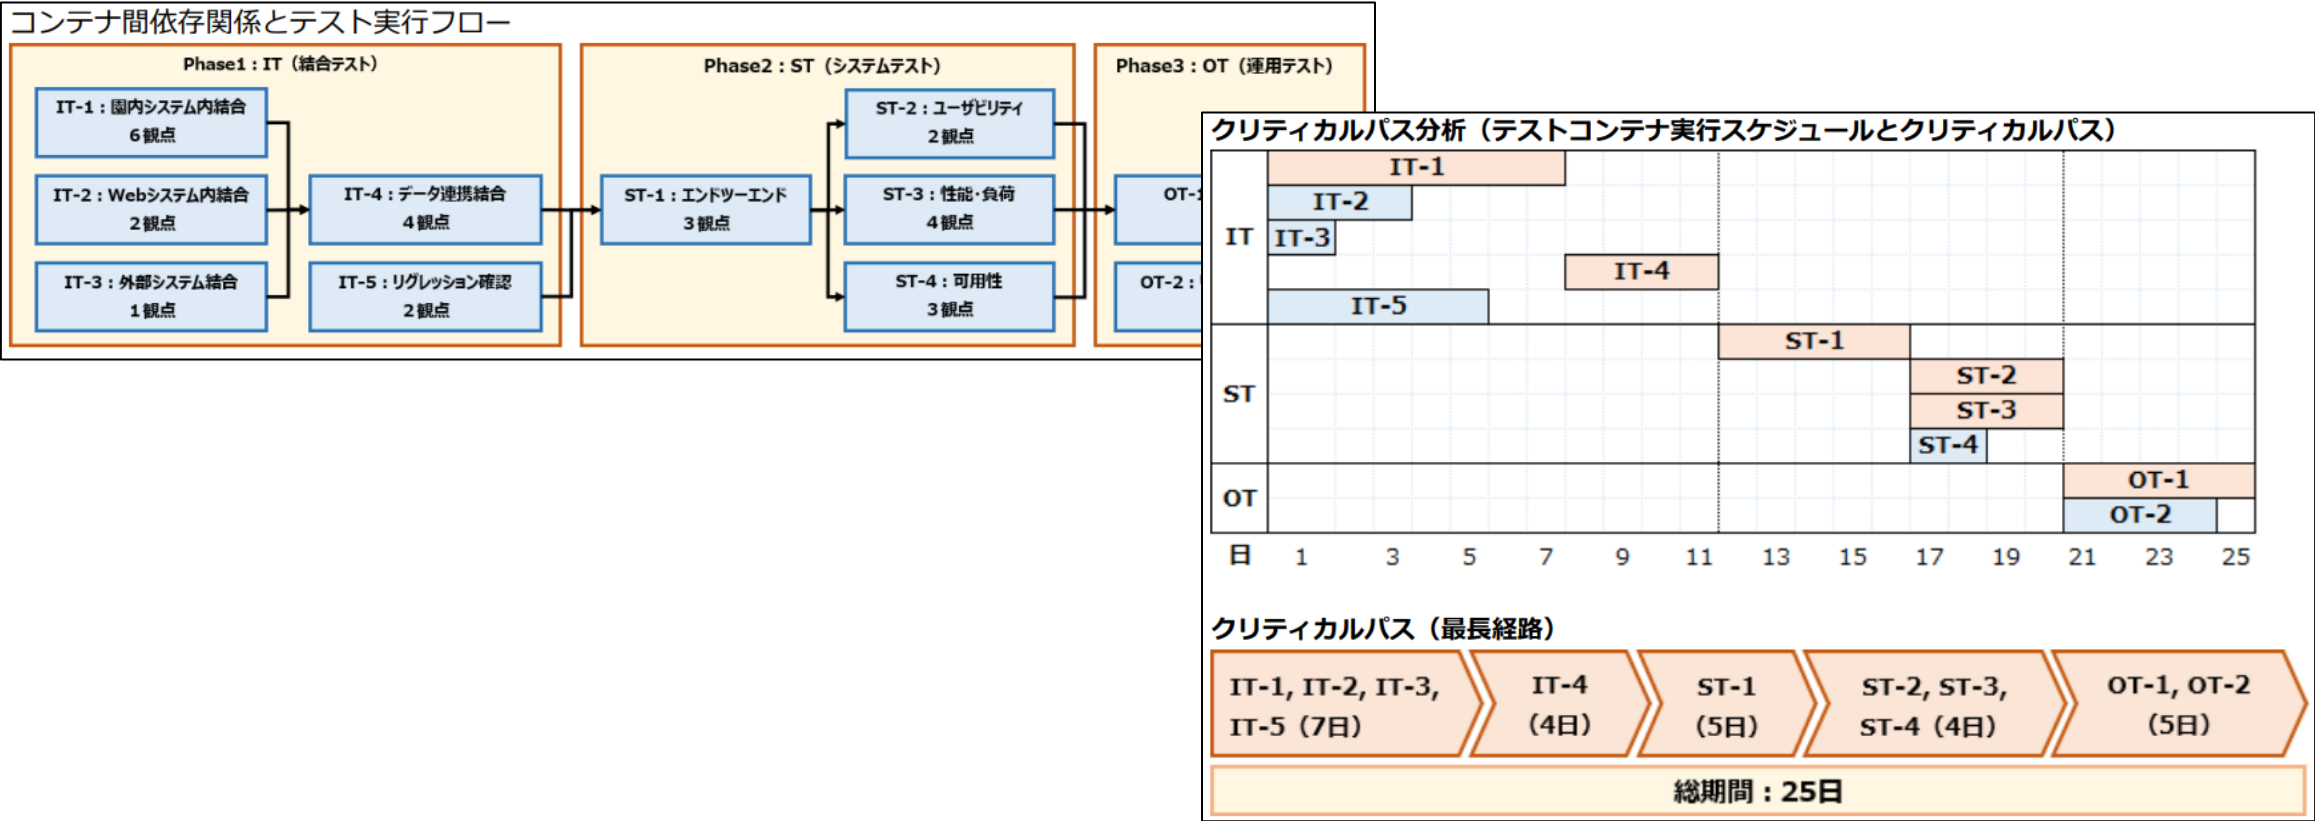 コンテナ間依存関係とテスト実行フロー
Phase1：IT（結合テスト）
IT-1：園内システム内結合
6観点
IT-2：Webシステム内結合
2観点
IT-3：外部システム結合
1観点
IT-4：データ連携結合
4観点
IT-5：リグレッション確認
2観点
Phase2：ST（システムテスト）
ST-1：エンドツーエンド
3観点
ST-2：ユーザビリティ
2観点
ST-3：性能・負荷
4観点
ST-4：可用性
3観点
Phase3：OT（運用テスト）
OT-1
OT-2：
クリティカルパス分析（テストコンテナ実行スケジュールとクリティカルパス）
IT
IT-1
IT-2
IT-3
IT-4
IT-5
ST
ST-1
ST-2
ST-3
ST-4
OT
OT-1
OT-2
日 1 3 5 7 9 11 13 15 17 19 21 23 25
クリティカルパス（最長経路）
IT-1, IT-2, IT-3,
IT-5（7日）
IT-4
（4日）
ST-1
（5日）
ST-2, ST-3,
ST-4（4日）
OT-1, OT-2
（5日）
総期間：25日